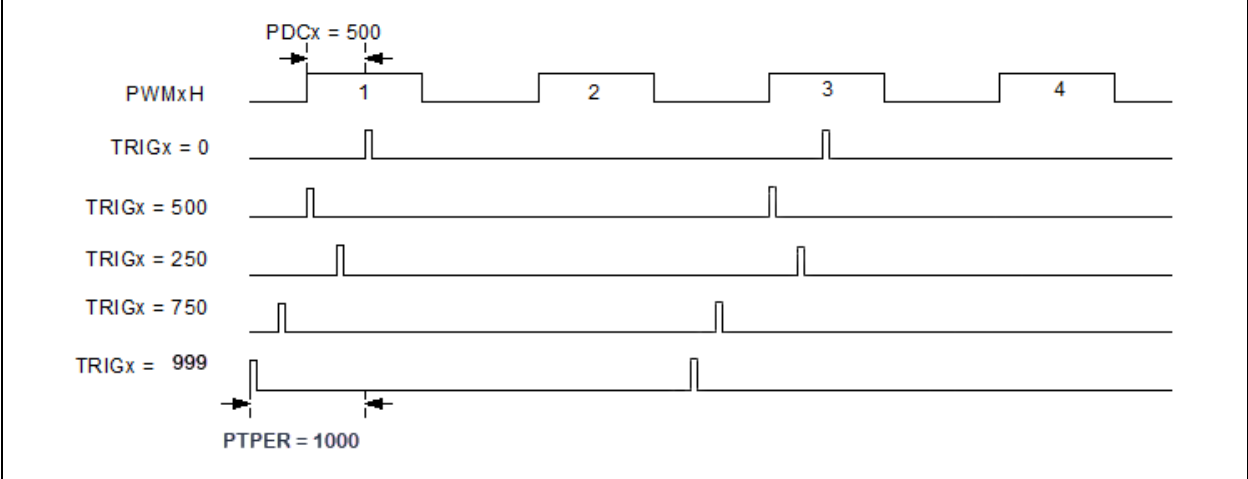 PDCx = 500
PWMxH
1
2
3
4
TRIGx = 0
TRIGx = 500
TRIGx = 250
TRIGx = 750
TRIGx = 999
PTPER = 1000